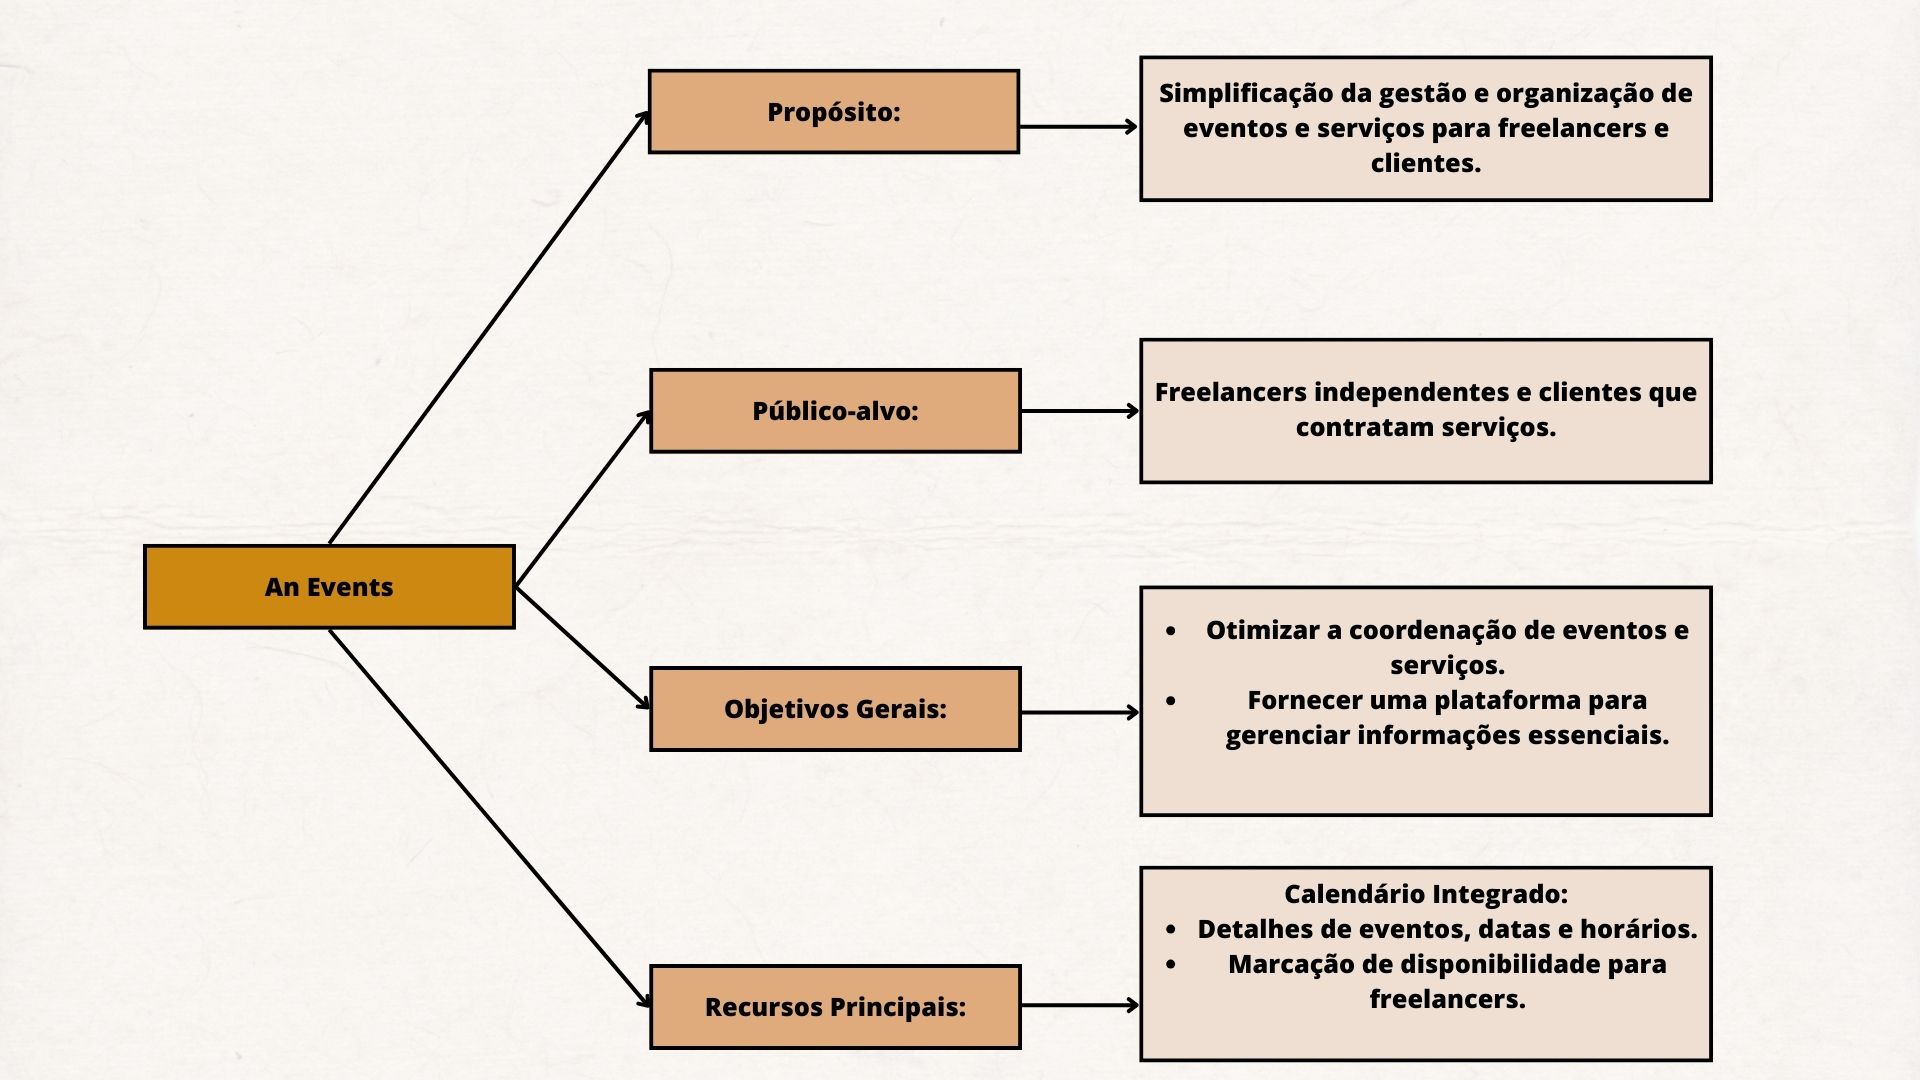 Propósito:
Simplificação da gestão e organização de
eventos e serviços para freelancers e
clientes.
Público-alvo:
Freelancers independentes e clientes que
contratam serviços.
An Events
Objetivos Gerais:
• Otimizar a coordenação de eventos e
serviços.
• Fornecer uma plataforma para
gerenciar informações essenciais.
Recursos Principais:
Calendário Integrado:
• Detalhes de eventos, datas e horários.
• Marcação de disponibilidade para
freelancers.